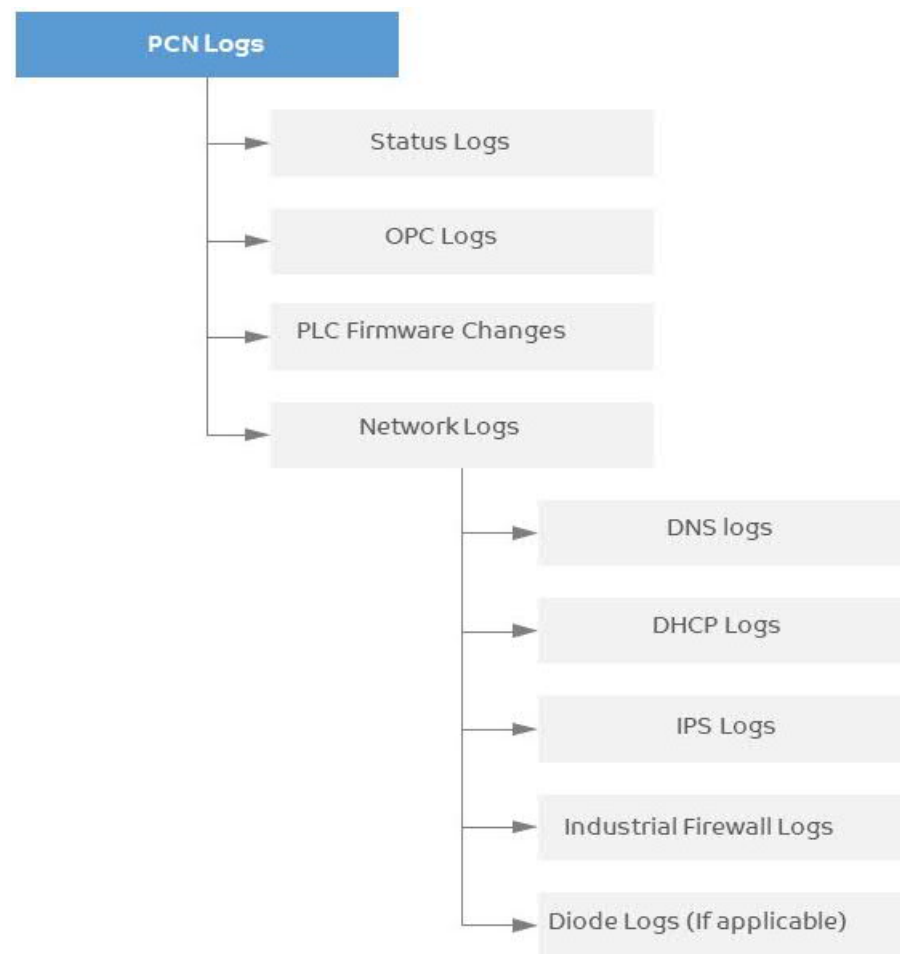 PCN Logs
Status Logs
OPC Logs
PLC Firmware Changes
Network Logs
DNS logs
DHCP Logs
IPS Logs
Industrial Firewall Logs
Diode Logs (If applicable)